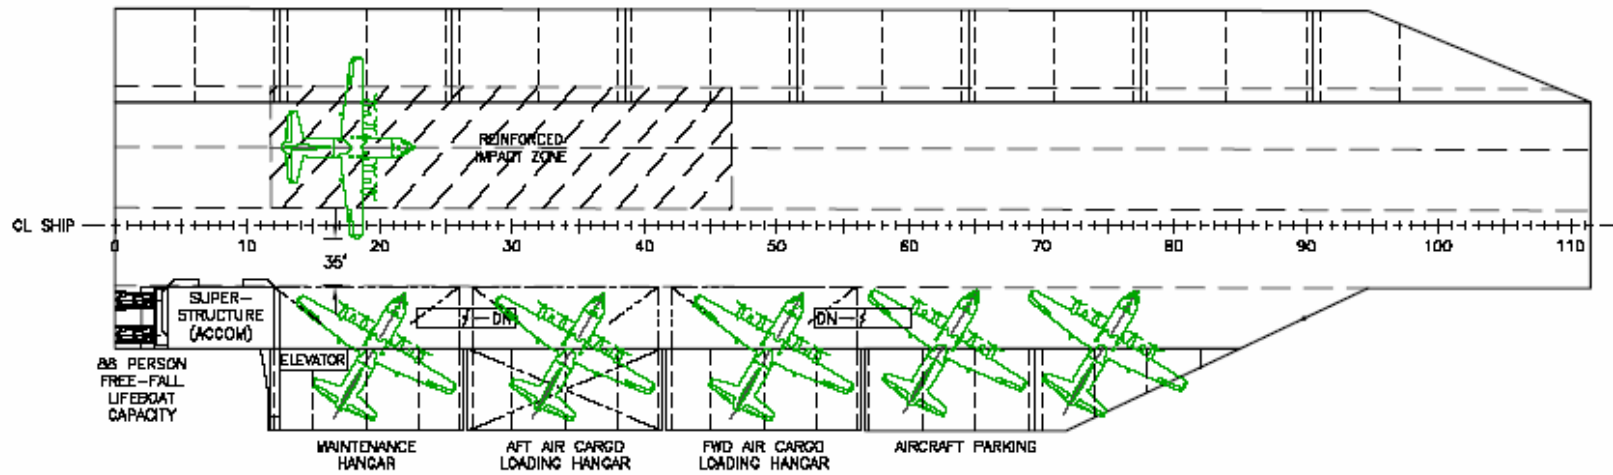 REINFORCED
IMPACT ZONE
CL SHIP
0 10 20 30 40 50 60 70 80 90 100 110
35'
SUPER-
STRUCTURE
(ACCOM)
DN
DN
ELEVATOR
88 PERSON
FREE-FALL
LIFEBOAT
CAPACITY
MAINTENANCE
HANGAR
AFT AIR CARGO
LOADING HANGAR
FWD AIR CARGO
LOADING HANGAR
AIRCRAFT PARKING